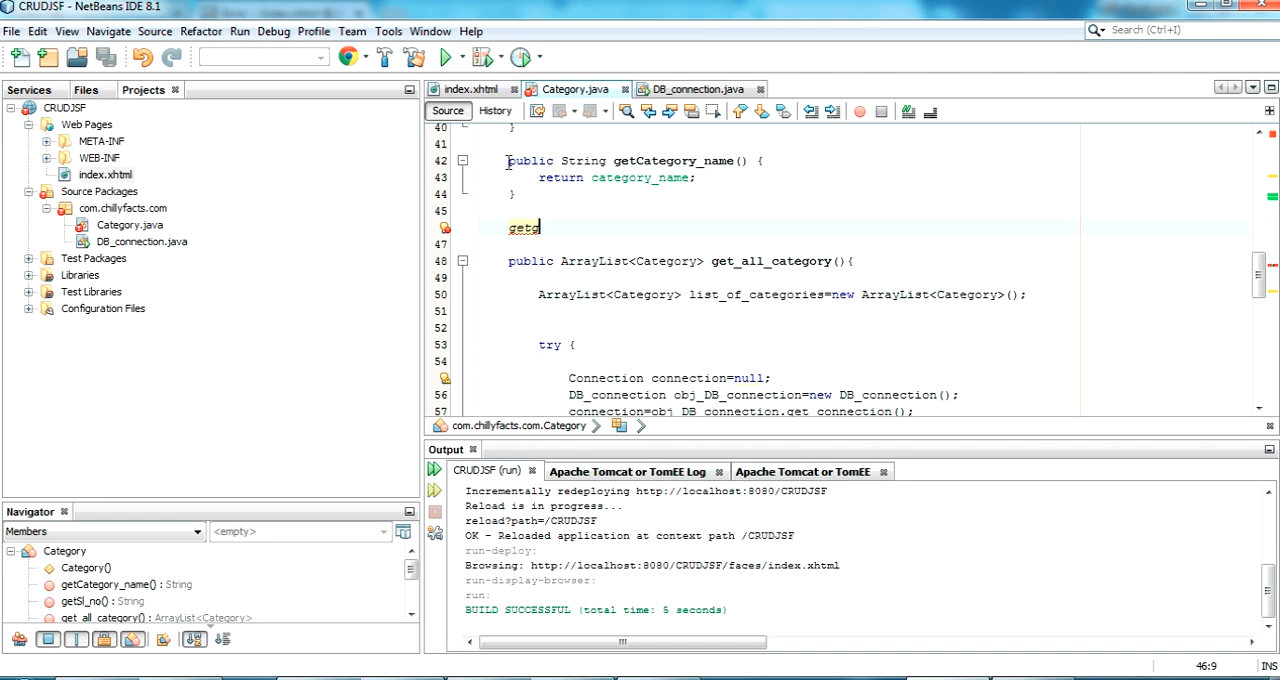 CRUDJSF - NetBeans IDE 8.1
File Edit View Navigate Source Refactor Run Debug Profile Team Tools Window Help
Search (Ctrl+I)
Services Files Projects
index.xhtml Category.java DB_connection.java
Source History
CRUDJSF
Web Pages
META-INF
WEB-INF
index.xhtml
Source Packages
com.chillyfacts.com
Category.java
DB_connection.java
Test Packages
Libraries
Test Libraries
Configuration Files
40 }
41
42 public String getCategory_name() {
43 return category_name;
44 }
45
getg
47
48 public ArrayList<Category> get_all_category(){
49
50 ArrayList<Category> list_of_categories=new ArrayList<Category>();
51
52
53 try {
54
Connection connection=null;
56 DB_connection obj_DB_connection=new DB_connection();
57 connection=obj_DB_connection.get_connection();
com.chillyfacts.com.Category
Output
CRUDJSF (run) Apache Tomcat or TomEE Log Apache Tomcat or TomEE
Incrementally redeploying http://localhost:8080/CRUDJSF
Reload is in progress...
reload?path=/CRUDJSF
OK - Reloaded application at context path /CRUDJSF
run-deploy:
Browsing: http://localhost:8080/CRUDJSF/faces/index.xhtml
run-display-browser:
run:
BUILD SUCCESSFUL (total time: 5 seconds)
Navigator
Members <empty>
Category
Category()
getCategory_name() : String
getSl_no() : String
get_all_category() : ArrayList<Category>
46:9 INS